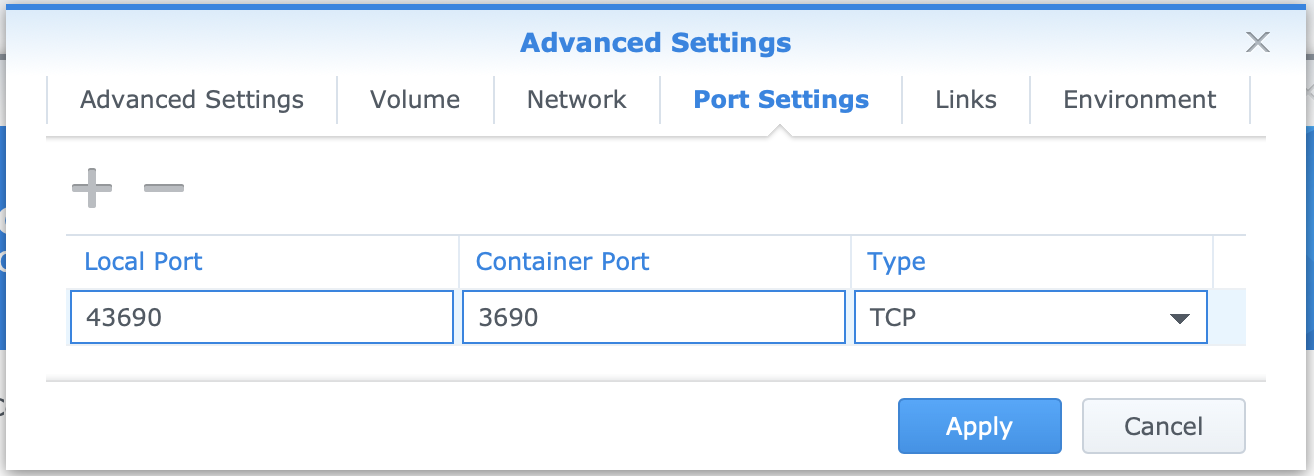 Advanced Settings
Advanced Settings Volume Network Port Settings Links Environment
Local Port Container Port Type
43690 3690 TCP
Apply Cancel